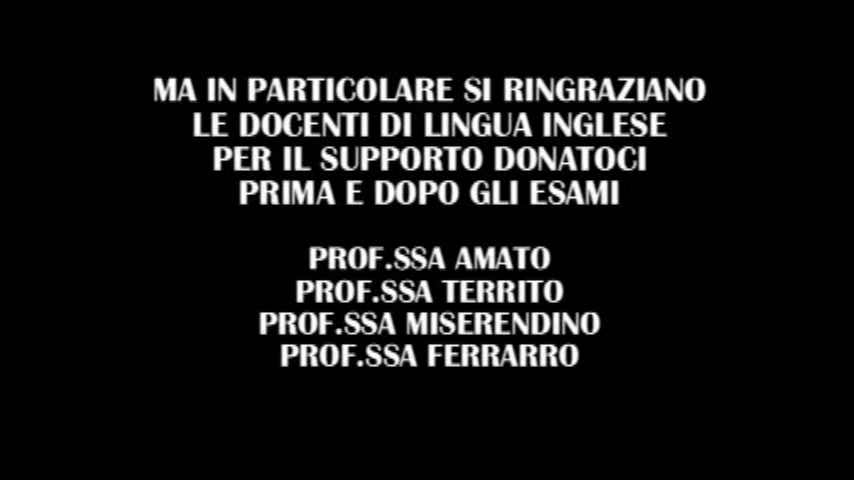 MA IN PARTICOLARE SI RINGRAZIANO
LE DOCENTI DI LINGUA INGLESE
PER IL SUPPORTO DONATOCI
PRIMA E DOPO GLI ESAMI
PROF.SSA AMATO
PROF.SSA TERRITO
PROF.SSA MISERENDINO
PROF.SSA FERRARRO